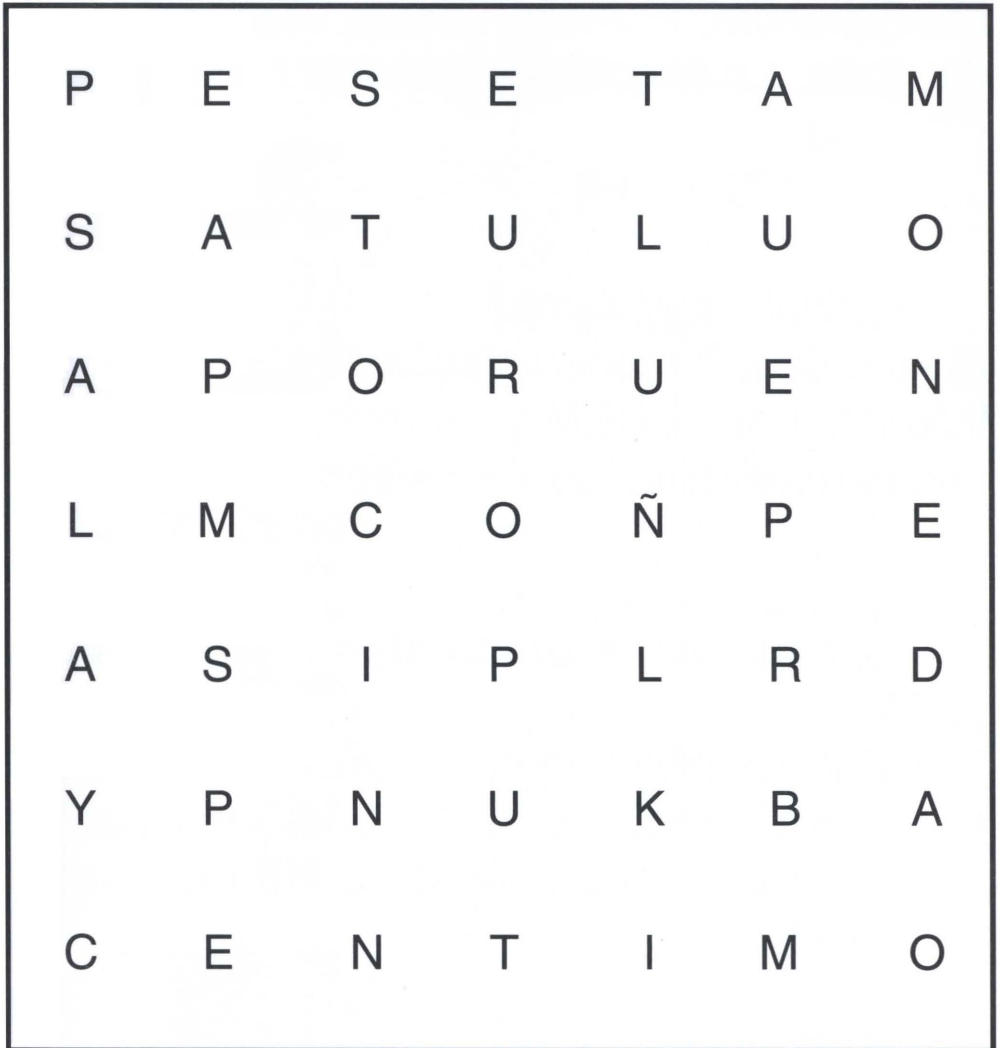 P E S E T A M
S A T U L U O
A P O R U E N
L M C O Ñ P E
A S I P L R D
Y P N U K B A
C E N T I M O